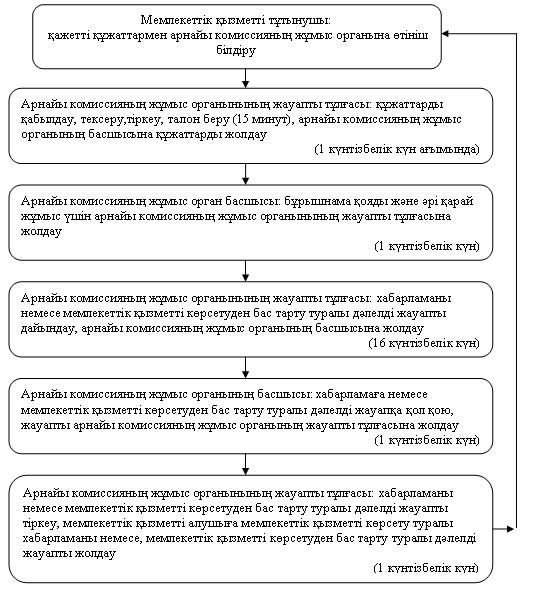 Мемлекеттік қызметті тұтынушы:
қажетті құжаттармен арнайы комиссияның жұмыс органына өтініш
білдіру
Арнайы комиссияның жұмыс органынының жауапты тұлғасы: құжаттарды
қабылдау, тексеру,тіркеу, талон беру (15 минут), арнайы комиссияның жұмыс
органының басшысына құжаттарды жолдау
(1 күнтізбелік күн ағымында)
Арнайы комиссияның жұмыс орган басшысы: бұрышнама қояды және әрі қарай
жұмыс үшін арнайы комиссияның жұмыс органынының жауапты тұлғасына
жолдау
(1 күнтізбелік күн)
Арнайы комиссияның жұмыс органынының жауапты тұлғасы: хабарламаны
немесе мемлекеттік қызметті көрсетуден бас тарту туралы дәлелді жауапты
дайындау, арнайы комиссияның жұмыс органының басшысына жолдау
(16 күнтізбелік күн)
Арнайы комиссияның жұмыс органының басшысы: хабарламаға немесе
мемлекеттік қызметті көрсетуден бас тарту туралы дәлелді жауапқа қол қою,
жауапты арнайы комиссияның жұмыс органының жауапты тұлғасына жолдау
(1 күнтізбелік күн)
Арнайы комиссияның жұмыс органынының жауапты тұлғасы: хабарламаны
немесе мемлекеттік қызметті көрсетуден бас тарту туралы дәлелді жауапты
тіркеу, мемлекеттік қызметті алушыға мемлекеттік қызметті көрсету туралы
хабарламаны немесе, мемлекеттік қызметті көрсетуден бас тарту туралы дәлелді
жауапты жолдау
(1 күнтізбелік күн)